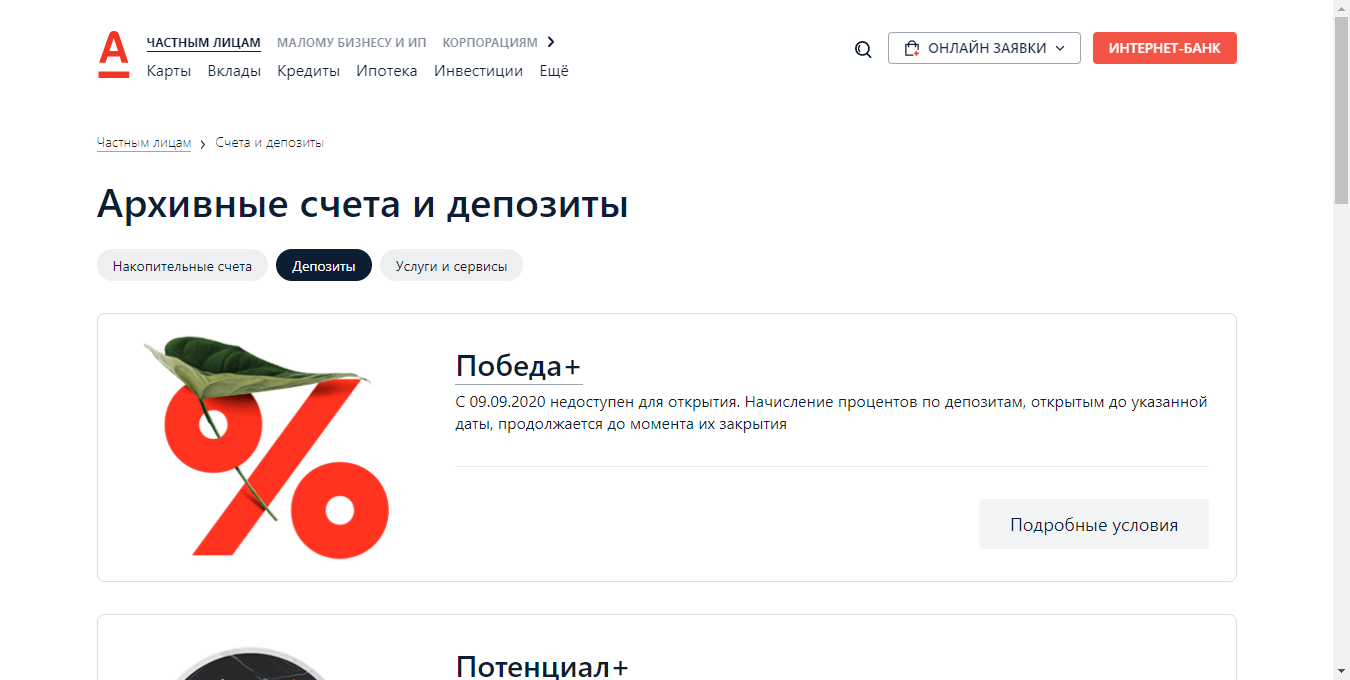 ЧАСТНЫМ ЛИЦАМ МАЛОМУ БИЗНЕСУ И ИП КОРПОРАЦИЯМ
Карты Вклады Кредиты Ипотека Инвестиции Ещё
ОНЛАЙН ЗАЯВКИ
ИНТЕРНЕТ-БАНК
Частным лицам Счета и депозиты
Архивные счета и депозиты
Накопительные счета Депозиты Услуги и сервисы
Победа+
С 09.09.2020 недоступен для открытия. Начисление процентов по депозитам, открытым до указанной
даты, продолжается до момента их закрытия
Подробные условия
Потенциал+